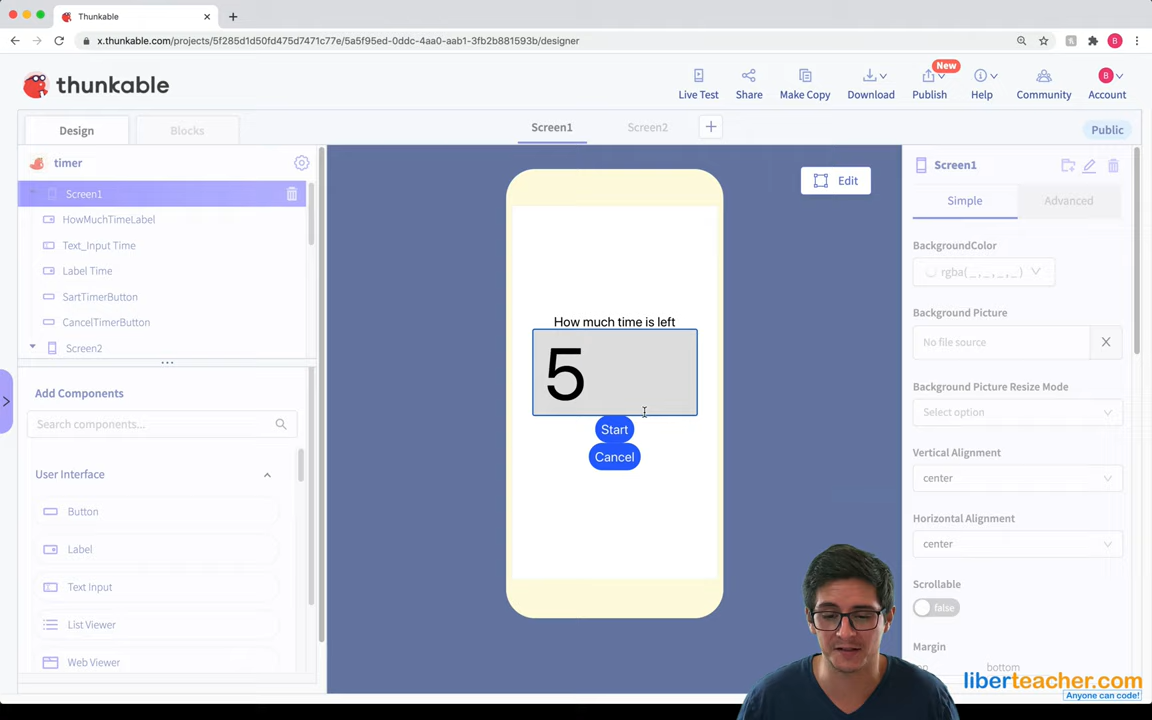 Thunkable
x.thunkable.com/projects/5f285d1d50fd475d7471c77e/5a5f95ed-0ddc-4aa0-aab1-3fb2b881593b/designer
B
thunkable
Live Test
Share
Make Copy
Download
New
Publish
Help
Community
B
Account
Design
Blocks
Screen1
Screen2
Public
timer
Screen1
HowMuchTimeLabel
Text_Input Time
Label Time
SartTimerButton
CancelTimerButton
Screen2
Add Components
Search components...
User Interface
Button
Label
Text Input
List Viewer
Web Viewer
Edit
How much time is left
5
Start
Cancel
Screen1
Simple
Advanced
BackgroundColor
rgba(_,_,_,_)
Background Picture
No file source
X
Background Picture Resize Mode
Select option
Vertical Alignment
center
Horizontal Alignment
center
Scrollable
false
Margin
bottom
liberteacher.com
Anyone can code!